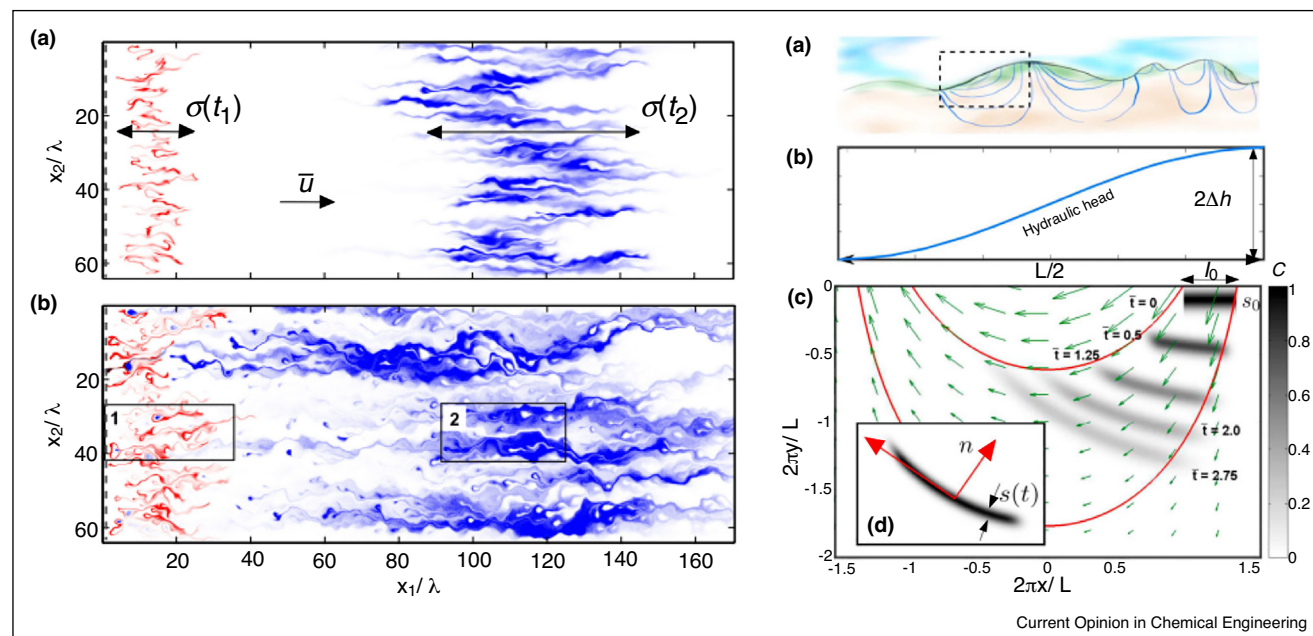 (a)
x₂/ λ
20
40
60
σ(t₁)
ū
σ(t₂)
(b)
x₂/ λ
20
40
60
1
2
20
40
60
80
100
120
140
160
x₁/ λ
(a)
(b)
Hydraulic head
2Δh
L/2
l₀
C
(c)
0
-0.5
-1
-1.5
-2
2πy/ L
t̄ = 0
s₀
t̄ = 0.5
t̄ = 1.25
t̄ = 2.0
t̄ = 2.75
n
s(t)
(d)
-1.5
-1
-0.5
0
0.5
1
1.5
2πx/ L
1
0.8
0.6
0.4
0.2
0
Current Opinion in Chemical Engineering